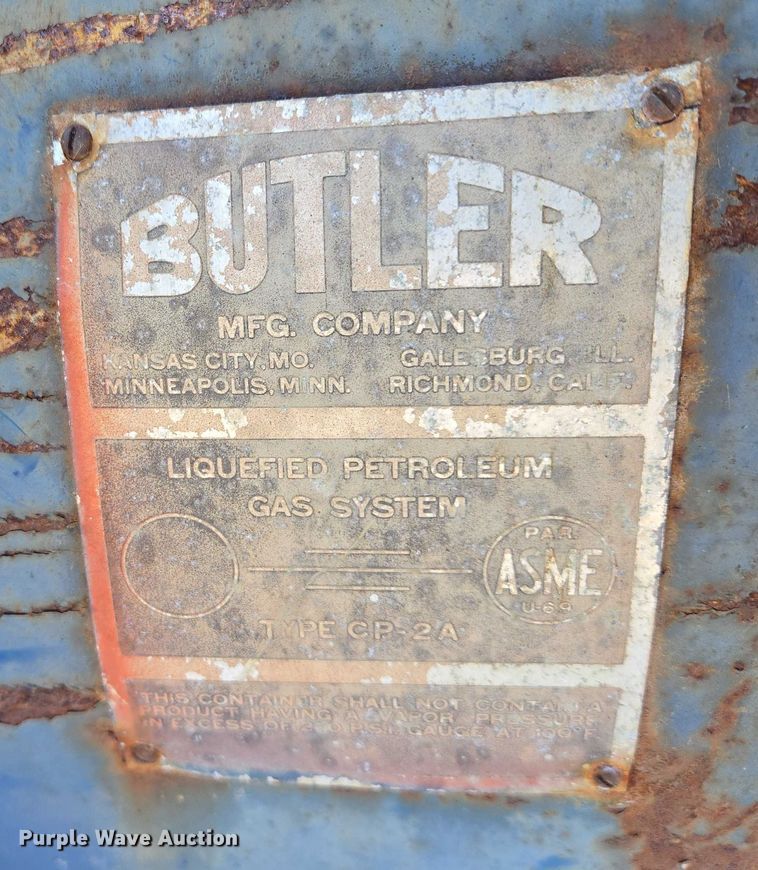 BUTLER
MFG. COMPANY
KANSAS CITY, MO. GALESBURG ILL.
MINNEAPOLIS, MINN. RICHMOND, CALIF.
LIQUEFIED PETROLEUM
GAS SYSTEM
PAR.
ASME
U-69
TYPE CP-2A
THIS CONTAINER SHALL NOT CONTAIN A
PRODUCT HAVING A VAPOR PRESSURE
IN EXCESS OF P.S.I. GAUGE AT 100°F.
Purple Wave Auction